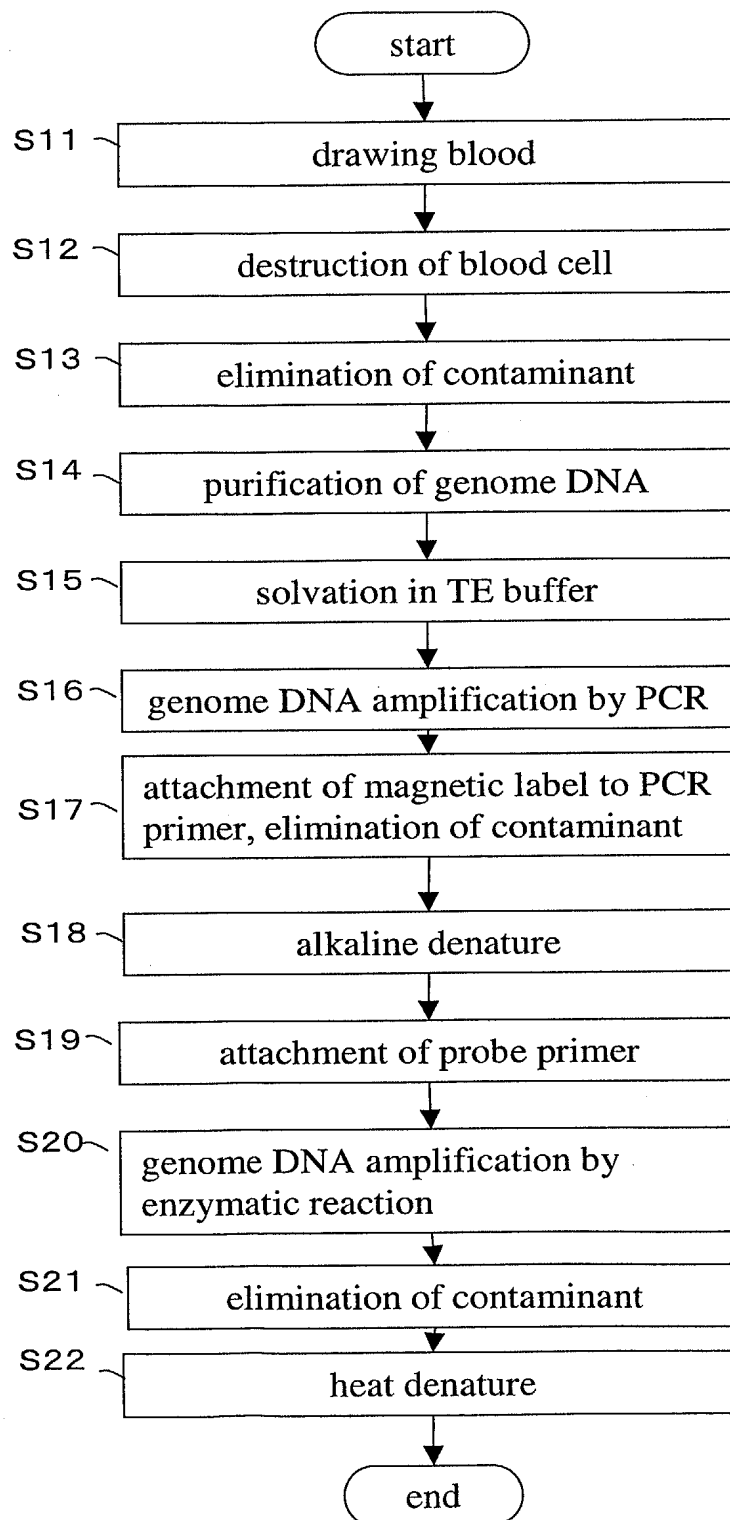 start
S11
drawing blood
S12
destruction of blood cell
S13
elimination of contaminant
S14
purification of genome DNA
S15
solvation in TE buffer
S16
genome DNA amplification by PCR
S17
attachment of magnetic label to PCR
primer, elimination of contaminant
S18
alkaline denature
S19
attachment of probe primer
S20
genome DNA amplification by
enzymatic reaction
S21
elimination of contaminant
S22
heat denature
end